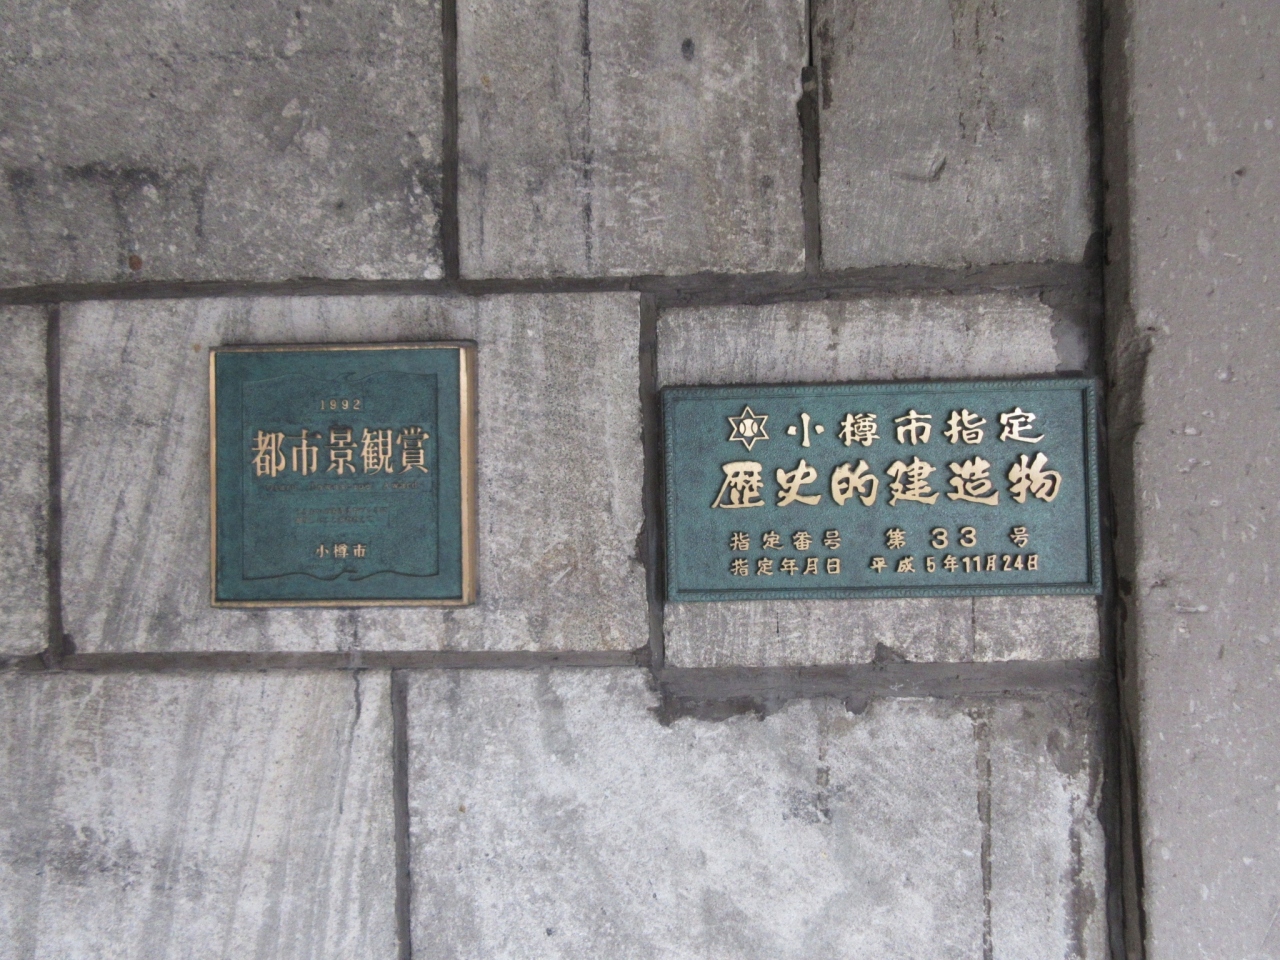 1992
都市景観賞
小樽市
小樽市指定
歴史的建造物
指定番号 第33号
指定年月日 平成5年11月24日